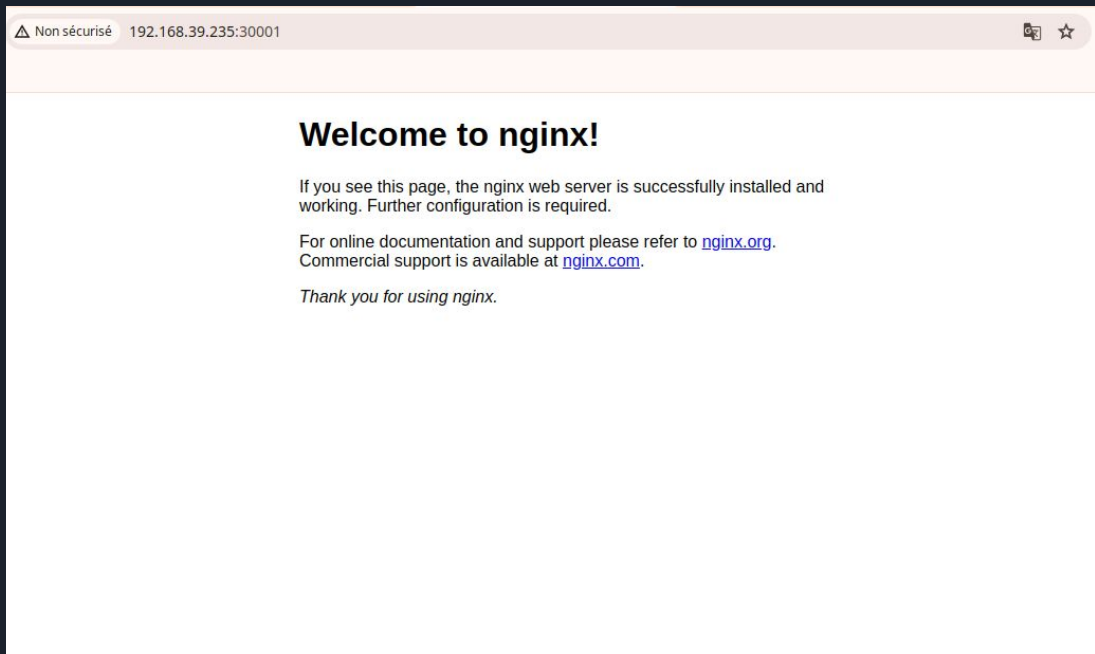 Non sécurisé 192.168.39.235:30001
Welcome to nginx!
If you see this page, the nginx web server is successfully installed and
working. Further configuration is required.
For online documentation and support please refer to nginx.org.
Commercial support is available at nginx.com.
Thank you for using nginx.